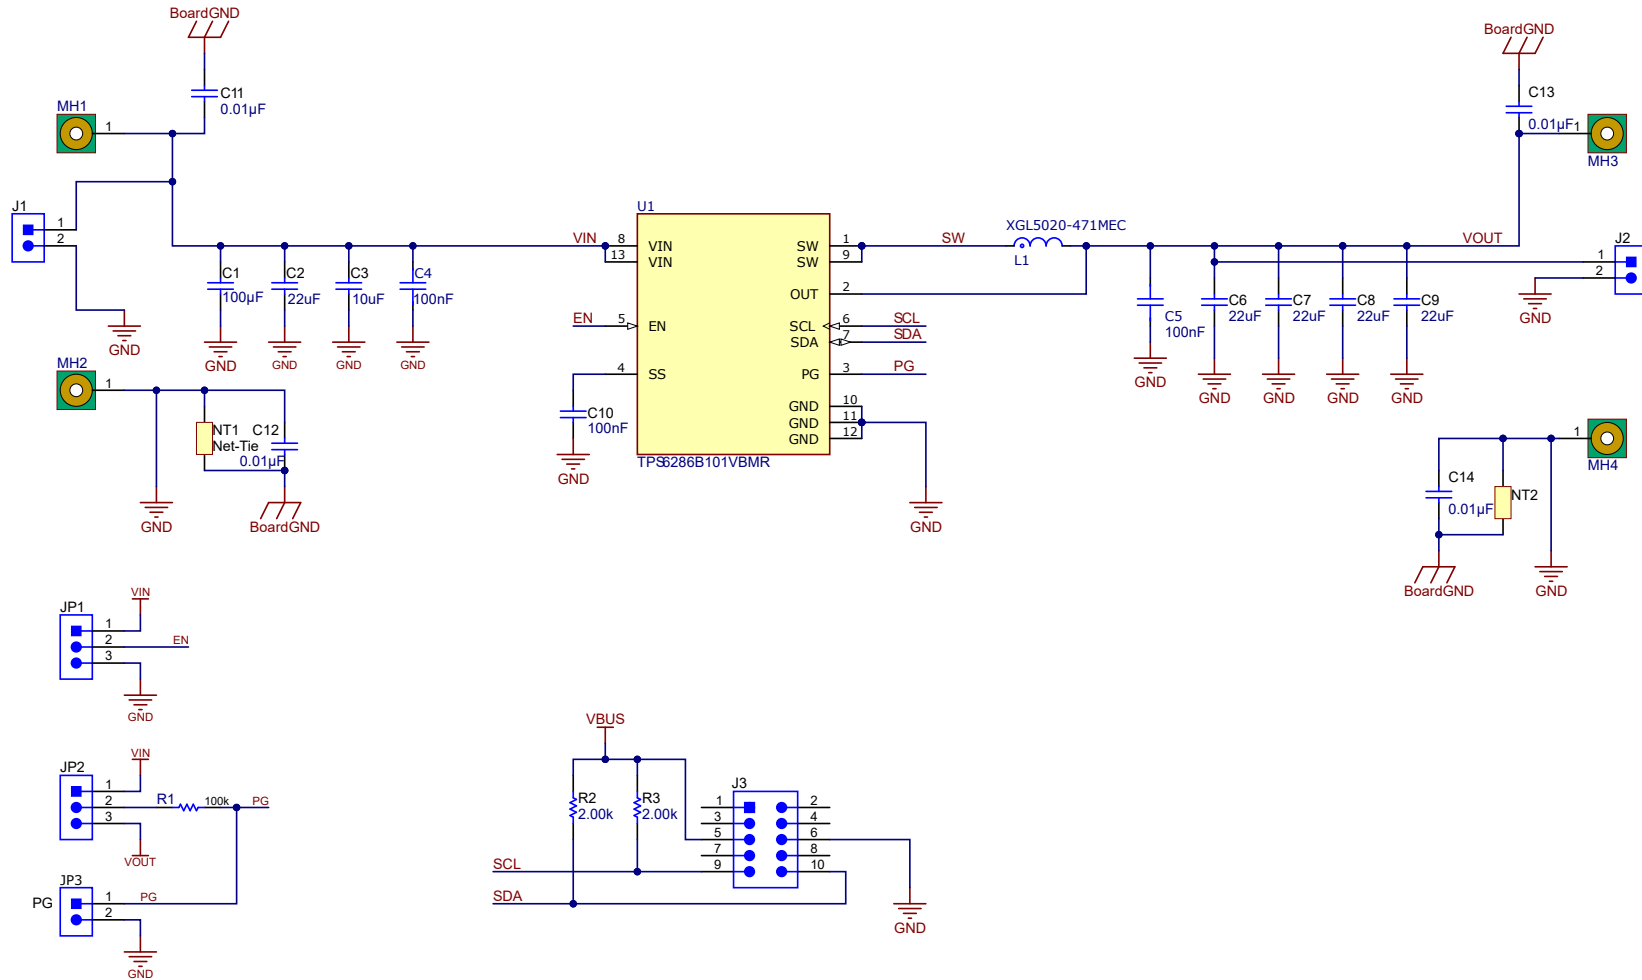 BoardGND
C11
0.01µF
MH1
1
J1
1
2
GND
VIN
C1
100µF
GND
C2
22uF
GND
C3
10uF
GND
C4
100nF
GND
MH2
1
NT1
Net-Tie
C12
0.01µF
GND
BoardGND
U1
8
VIN
13
VIN
5
EN
EN
4
SS
C10
100nF
GND
SW
1
SW
9
OUT
2
SCL
6
SCL
SDA
7
SDA
PG
3
PG
GND
10
GND
11
GND
12
TPS6286B101VBMR
GND
SW
XGL5020-471MEC
L1
VOUT
C5
100nF
GND
C6
22uF
GND
C7
22uF
GND
C8
22uF
GND
C9
22uF
GND
BoardGND
C13
0.01µF
1
MH3
J2
1
2
GND
1
MH4
C14
0.01µF
NT2
BoardGND
GND
JP1
VIN
1
2
EN
3
GND
JP2
VIN
1
2
R1
100k
PG
3
VOUT
JP3
PG
1
PG
2
GND
VBUS
R2
2.00k
R3
2.00k
SCL
SDA
J3
1
2
3
4
5
6
7
8
9
10
GND